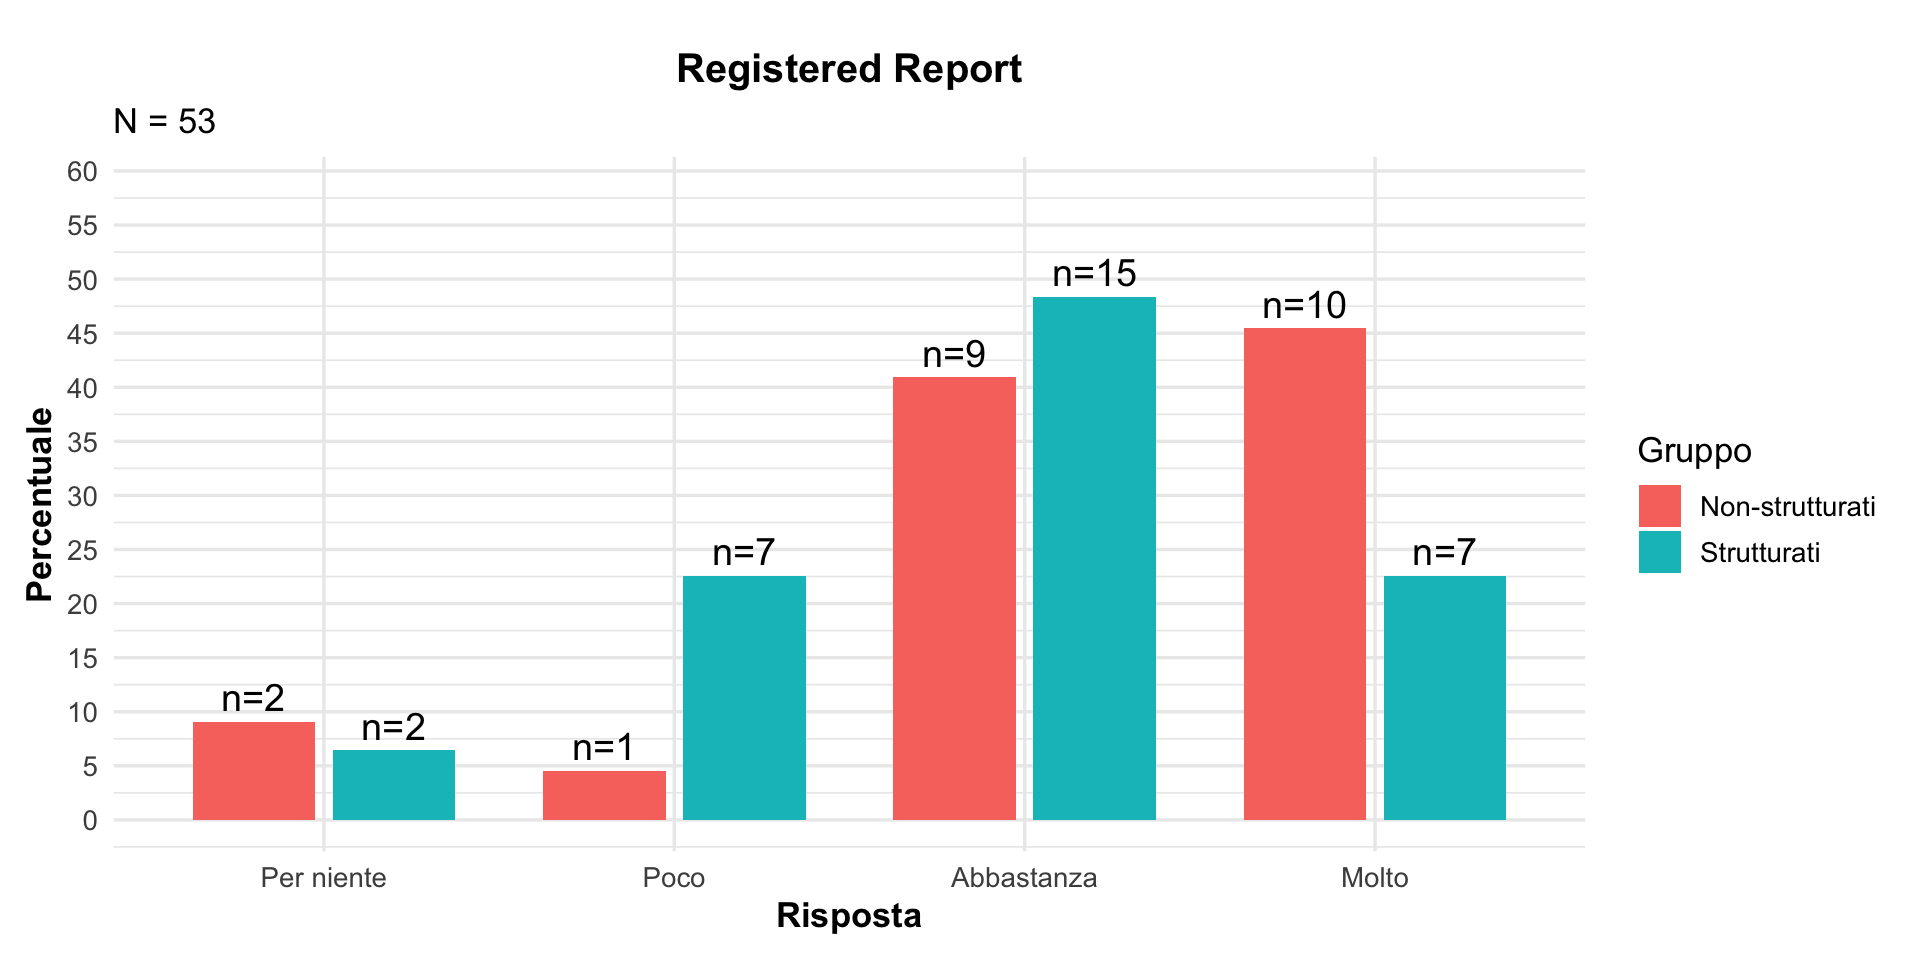 Registered Report
N = 53
60
55
50
45
40
35
30
25
20
15
10
5
0
Percentuale
n=2
n=2
n=1
n=7
n=9
n=15
n=10
n=7
Per niente
Poco
Abbastanza
Molto
Risposta
Gruppo
Non-strutturati
Strutturati